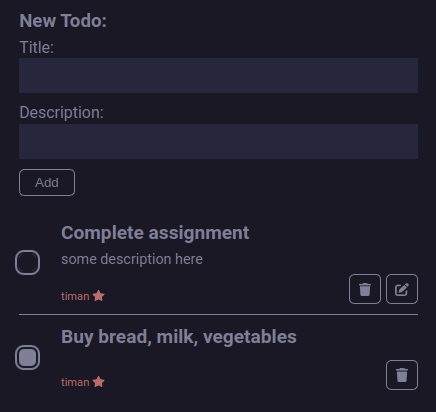 New Todo:
Title:
Description:
Add
Complete assignment
some description here
timan
Buy bread, milk, vegetables
timan